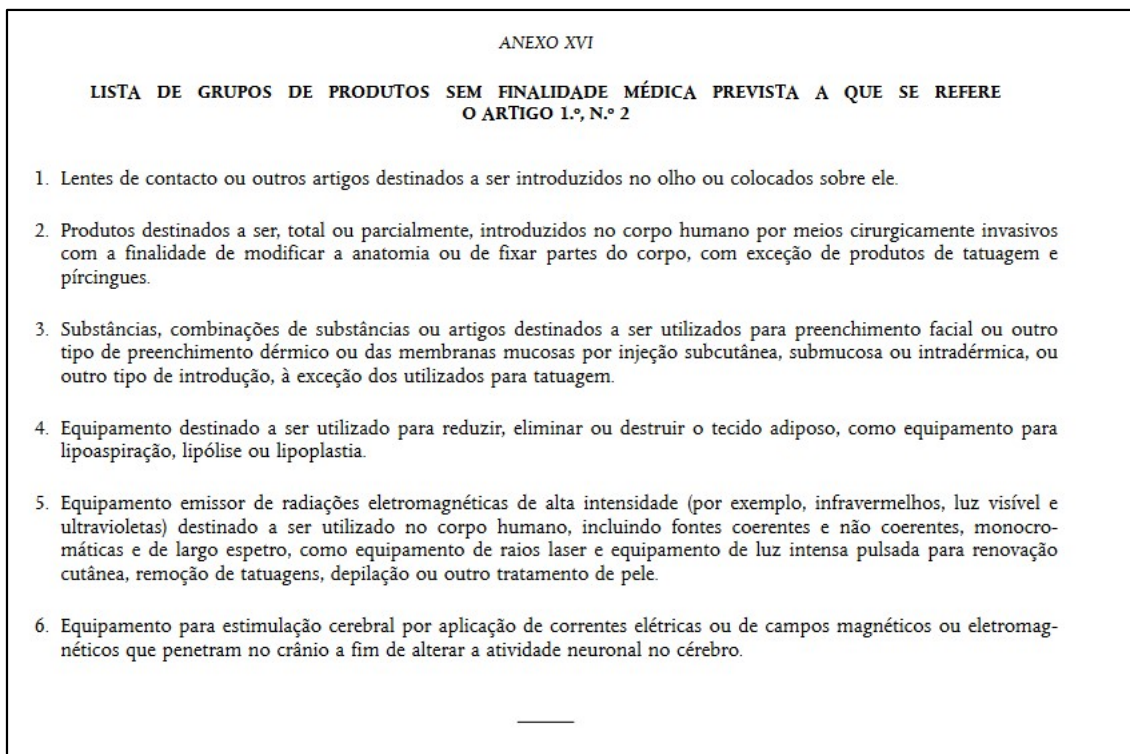 ANEXO XVI
LISTA DE GRUPOS DE PRODUTOS SEM FINALIDADE MÉDICA PREVISTA A QUE SE REFERE
O ARTIGO 1.º, N.º 2
1. Lentes de contacto ou outros artigos destinados a ser introduzidos no olho ou colocados sobre ele.
2. Produtos destinados a ser, total ou parcialmente, introduzidos no corpo humano por meios cirurgicamente invasivos
com a finalidade de modificar a anatomia ou de fixar partes do corpo, com exceção de produtos de tatuagem e
pírcingues.
3. Substâncias, combinações de substâncias ou artigos destinados a ser utilizados para preenchimento facial ou outro
tipo de preenchimento dérmico ou das membranas mucosas por injeção subcutânea, submucosa ou intradérmica, ou
outro tipo de introdução, à exceção dos utilizados para tatuagem.
4. Equipamento destinado a ser utilizado para reduzir, eliminar ou destruir o tecido adiposo, como equipamento para
lipoaspiração, lipólise ou lipoplastia.
5. Equipamento emissor de radiações eletromagnéticas de alta intensidade (por exemplo, infravermelhos, luz visível e
ultravioletas) destinado a ser utilizado no corpo humano, incluindo fontes coerentes e não coerentes, monocro-
máticas e de largo espetro, como equipamento de raios laser e equipamento de luz intensa pulsada para renovação
cutânea, remoção de tatuagens, depilação ou outro tratamento de pele.
6. Equipamento para estimulação cerebral por aplicação de correntes elétricas ou de campos magnéticos ou eletromag-
néticos que penetram no crânio a fim de alterar a atividade neuronal no cérebro.